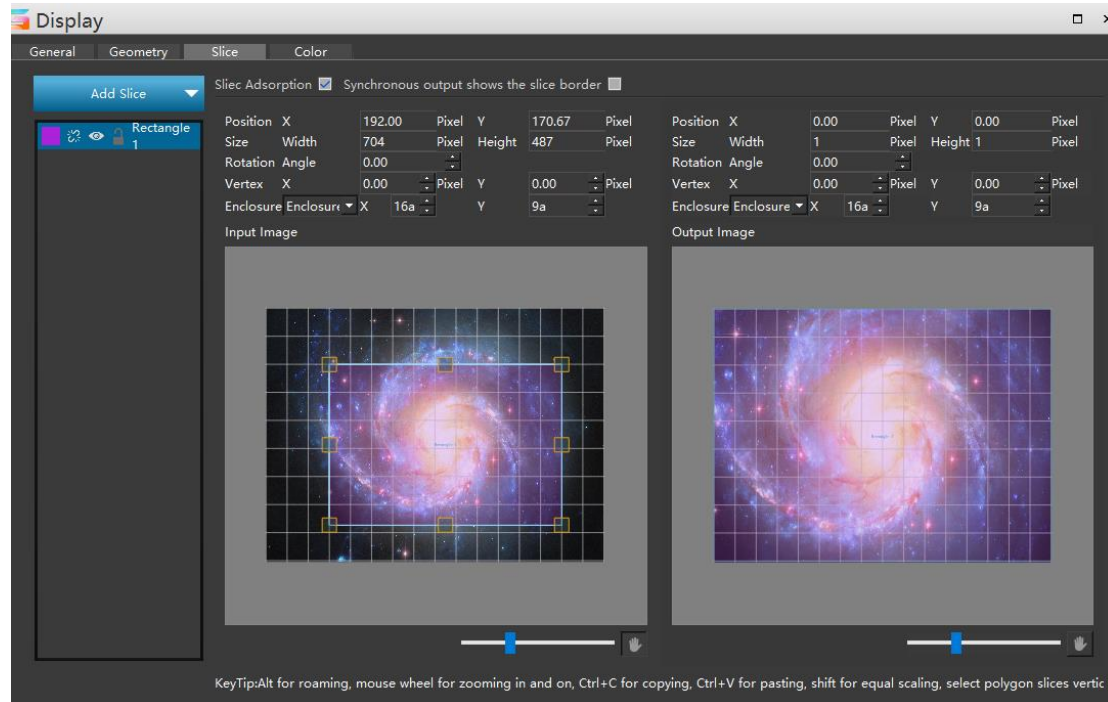 Display
General Geometry Slice Color
Add Slice
Sliec Adsorption Synchronous output shows the slice border
Rectangle 1
Position X 192.00 Pixel Y 170.67 Pixel
Size Width 704 Pixel Height 487 Pixel
Rotation Angle 0.00
Vertex X 0.00 Pixel Y 0.00 Pixel
Enclosure Enclosure X 16a Y 9a
Input Image
Position X 0.00 Pixel Y 0.00 Pixel
Size Width 1 Pixel Height 1 Pixel
Rotation Angle 0.00
Vertex X 0.00 Pixel Y 0.00 Pixel
Enclosure Enclosure X 16a Y 9a
Output Image
KeyTip:Alt for roaming, mouse wheel for zooming in and on, Ctrl+C for copying, Ctrl+V for pasting, shift for equal scaling, select polygon slices vertic